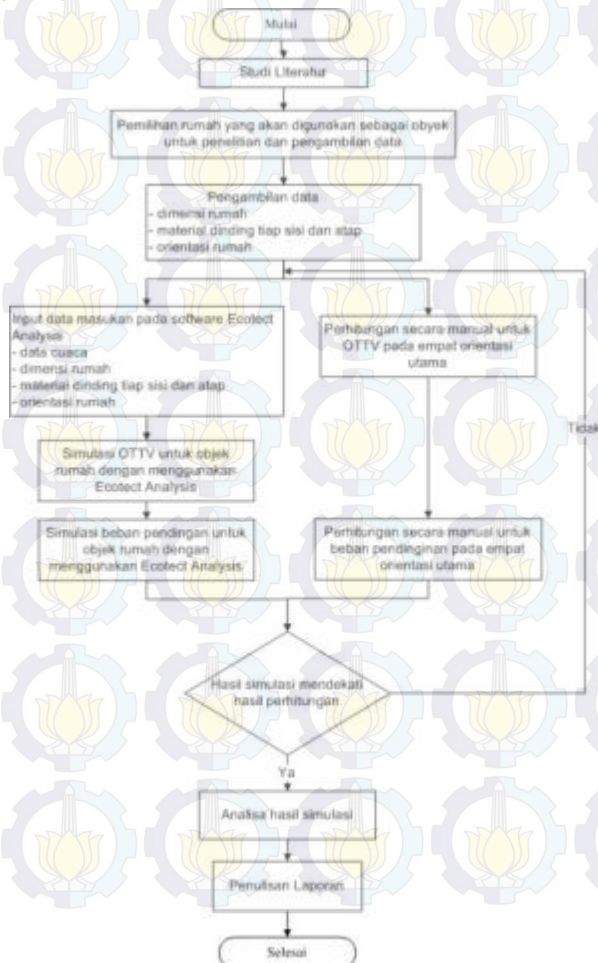 Mulai
Studi Literatur
Pemilihan rumah yang akan digunakan sebagai obyek
untuk penelitian dan pengambilan data
Pengambilan data
- dimensi rumah
- material dinding tiap sisi dan atap
- orientasi rumah
Input data masukan pada software Ecotect
Analysis
- data cuaca
- dimensi rumah
- material dinding tiap sisi dan atap
- orientasi rumah
Perhitungan secara manual untuk
OTTV pada empat orientasi
utama
Tidak
Simulasi OTTV untuk objek
rumah dengan menggunakan
Ecotect Analysis
Simulasi beban pendingan untuk
objek rumah dengan
menggunakan Ecotect Analysis
Perhitungan secara manual untuk
beban pendinginan pada empat
orientasi utama
Hasil simulasi mendekati
hasil perhitungan
Ya
Analisa hasil simulasi
Penulisan Laporan
Selesai